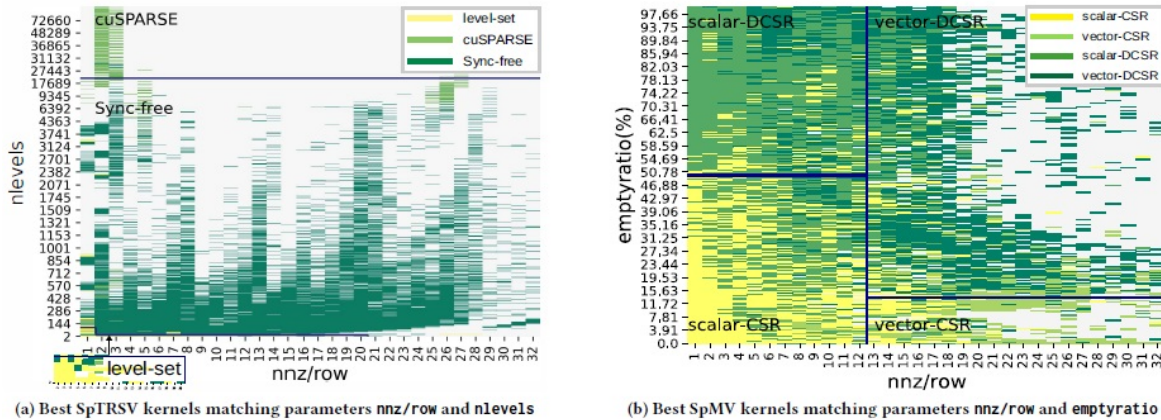 cuSPARSE
level-set
cuSPARSE
Sync-free
Sync-free
nlevels
72660
48289
36865
31132
27443
17689
9345
6392
4363
3741
3124
2701
2382
2071
1745
1509
1321
1153
1001
854
712
570
428
286
144
2
1 2 3 4 5 6 7 8 9 10 11 12 13 14 15 16 17 18 19 20 21 22 23 24 25 26 27 28 29 30 31 32
level-set
nnz/row
(a) Best SpTRSV kernels matching parameters nnz/row and nlevels
scalar-DCSR
vector-DCSR
scalar-CSR
vector-CSR
scalar-DCSR
vector-DCSR
emptyratio(%)
97.66
93.75
89.84
85.94
82.03
78.13
74.22
70.31
66.41
62.5
58.59
54.69
50.78
46.88
42.97
39.06
35.16
31.25
27.34
23.44
19.53
15.63
11.72
7.81
3.91
0.0
scalar-CSR
vector-CSR
1 2 3 4 5 6 7 8 9 10 11 12 13 14 15 16 17 18 19 20 21 22 23 24 25 26 27 28 29 30 31 32
nnz/row
(b) Best SpMV kernels matching parameters nnz/row and emptyratio